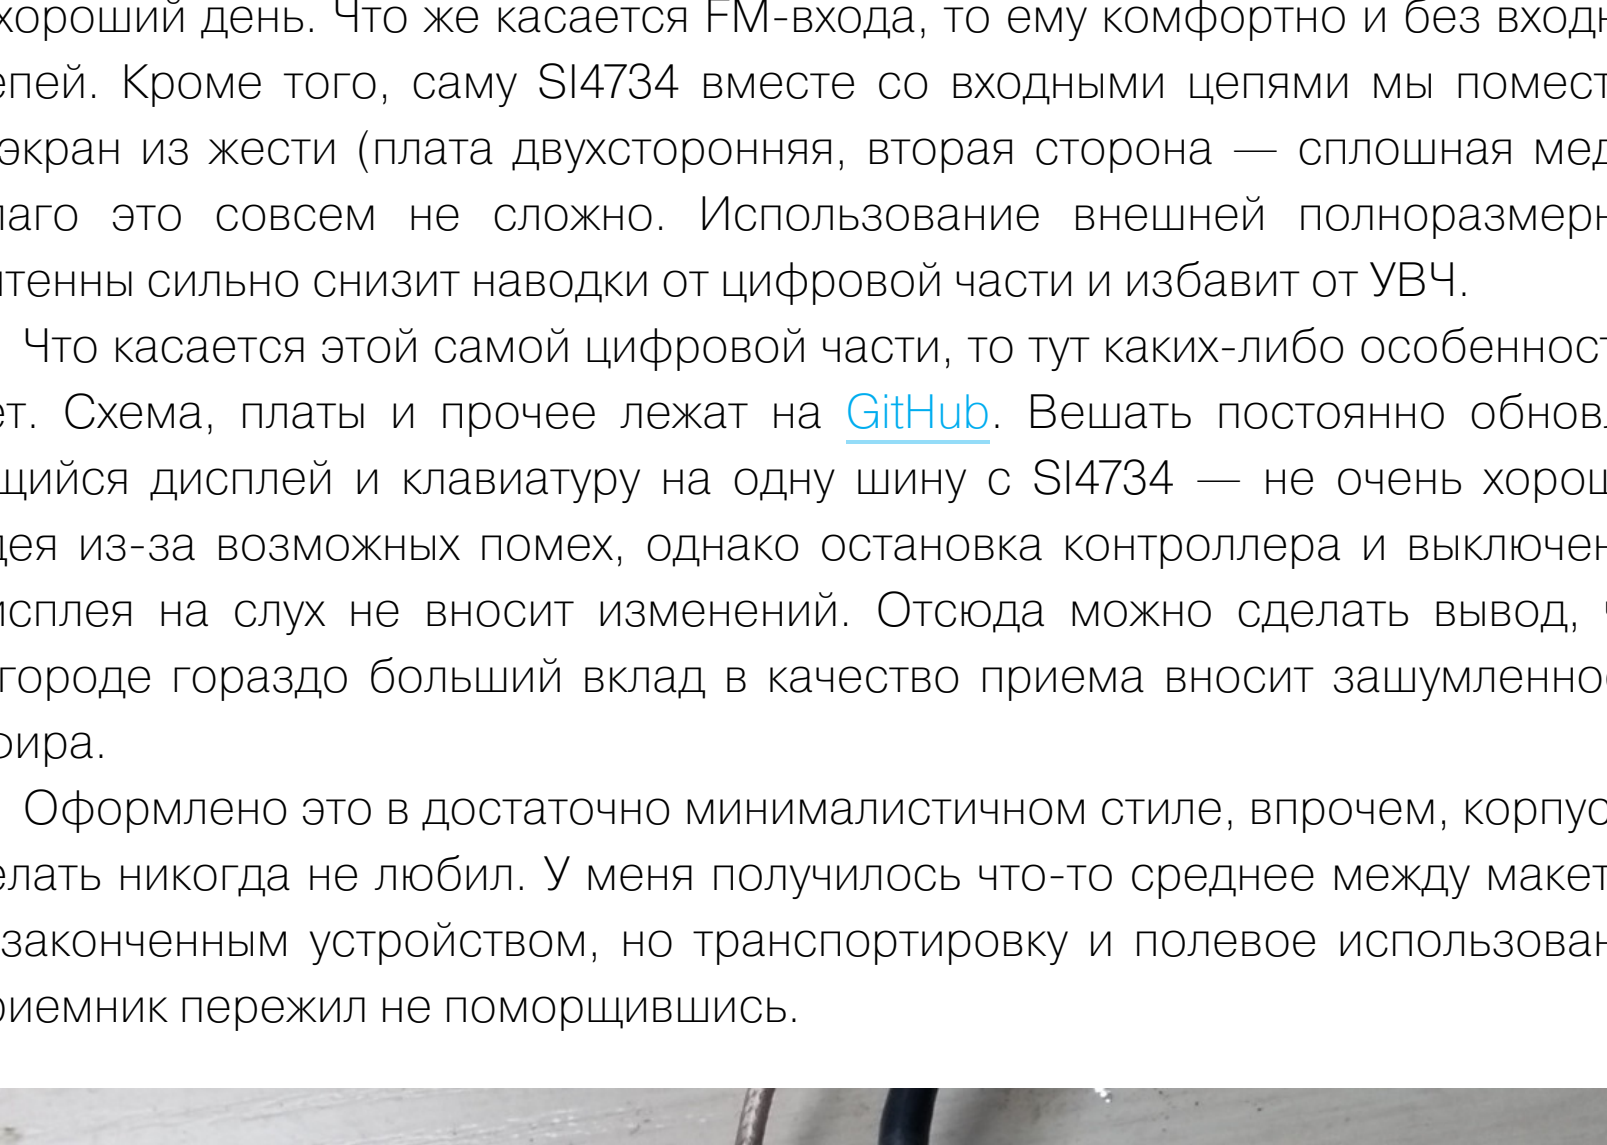 хороший день. Что же касается FM-входа, то ему комфортно и без входн
епей. Кроме того, саму SI4734 вместе со входными цепями мы помест
экран из жести (плата двухсторонняя, вторая сторона — сплошная мед
лаго это совсем не сложно. Использование внешней полноразмерн
нтенны сильно снизит наводки от цифровой части и избавит от УВЧ.
Что касается этой самой цифровой части, то тут каких-либо особенност
ет. Схема, платы и прочее лежат на GitHub. Вешать постоянно обновл
щийся дисплей и клавиатуру на одну шину с SI4734 — не очень хорош
дея из-за возможных помех, однако остановка контроллера и выключен
исплея на слух не вносит изменений. Отсюда можно сделать вывод, ч
городе гораздо больший вклад в качество приема вносит зашумленнос
фира.
Оформлено это в достаточно минималистичном стиле, впрочем, корпус
елать никогда не любил. У меня получилось что-то среднее между макет
законченным устройством, но транспортировку и полевое использован
риемник пережил не поморщившись.